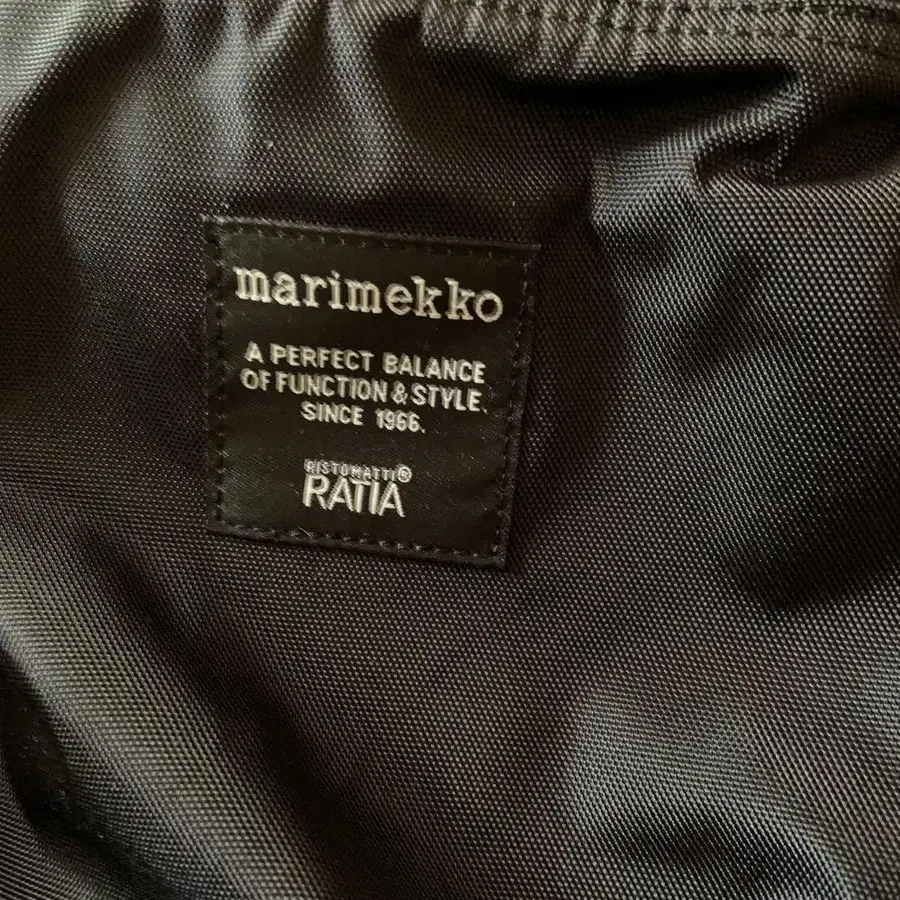 marimekko
A PERFECT BALANCE
OF FUNCTION & STYLE.
SINCE 1966.
RISTOMATTI®
RATIA